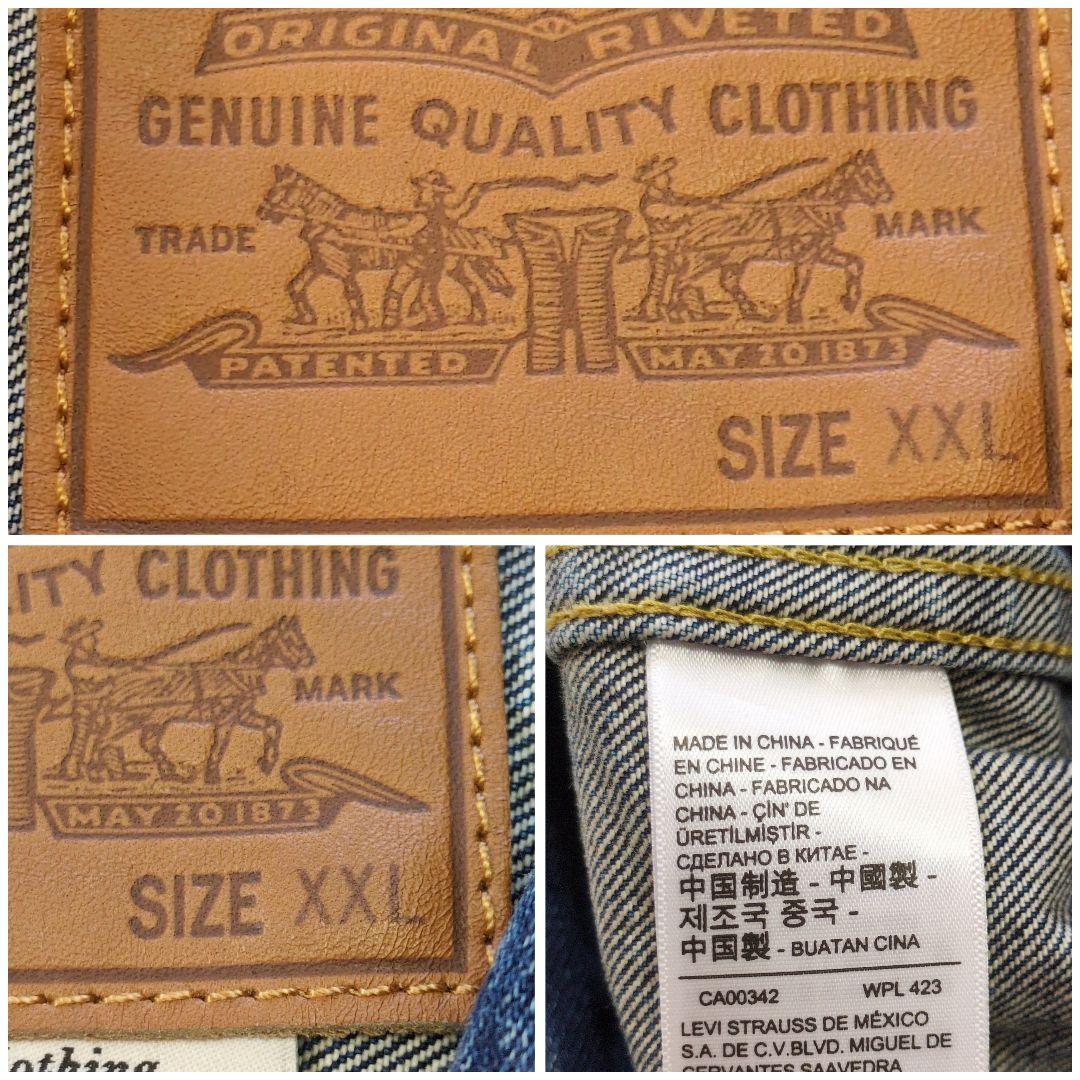 ORIGINAL RIVETED
GENUINE QUALITY CLOTHING
TRADE MARK
PATENTED MAY 20 1873
SIZE XXL
ITY CLOTHING
MARK
MAY 20 1873
SIZE XXL
lothing
MADE IN CHINA - FABRIQUÉ
EN CHINE - FABRICADO EN
CHINA - FABRICADO NA
CHINA - ÇİN' DE
ÜRETİLMİŞTİR -
СДЕЛАНО В КИТАЕ -
中国制造 - 中國製 -
제조국 중국 -
中国製 - BUATAN CINA
CA00342 WPL 423
LEVI STRAUSS DE MÉXICO
S.A. DE C.V.BLVD. MIGUEL DE
CERVANTES SAAVEDRA